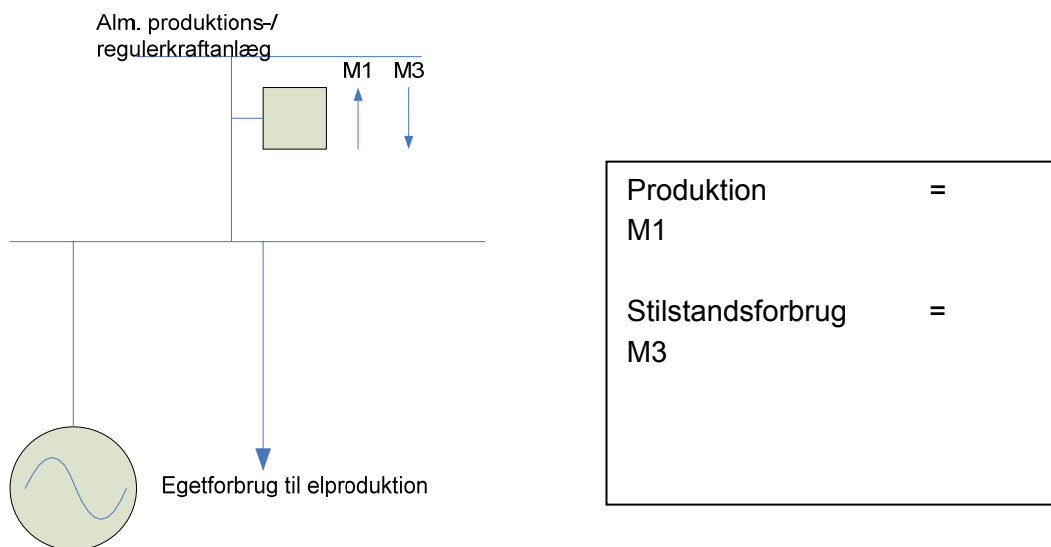 Alm. produktions-/
regulerkraftanlæg
M1 M3
Egetforbrug til elproduktion
Produktion =
M1
Stilstandsforbrug =
M3